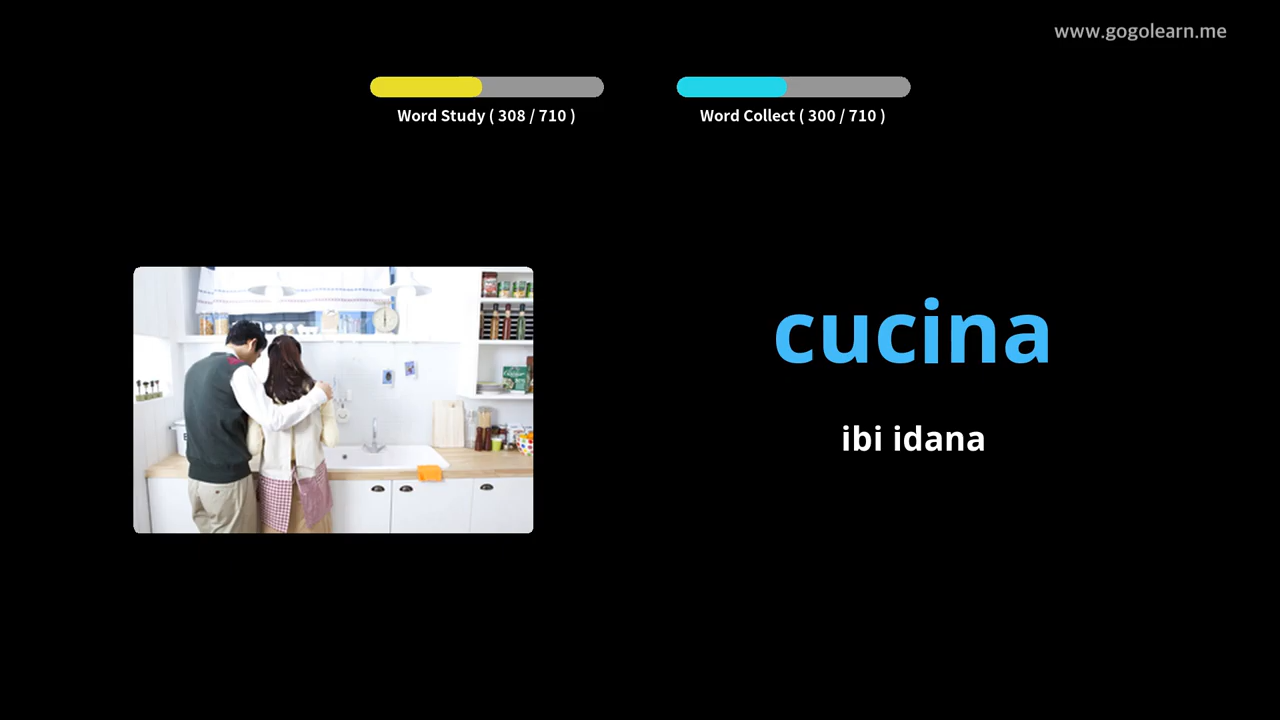 www.gogolearn.me
Word Study ( 308 / 710 )
Word Collect ( 300 / 710 )
cucina
ibi idana